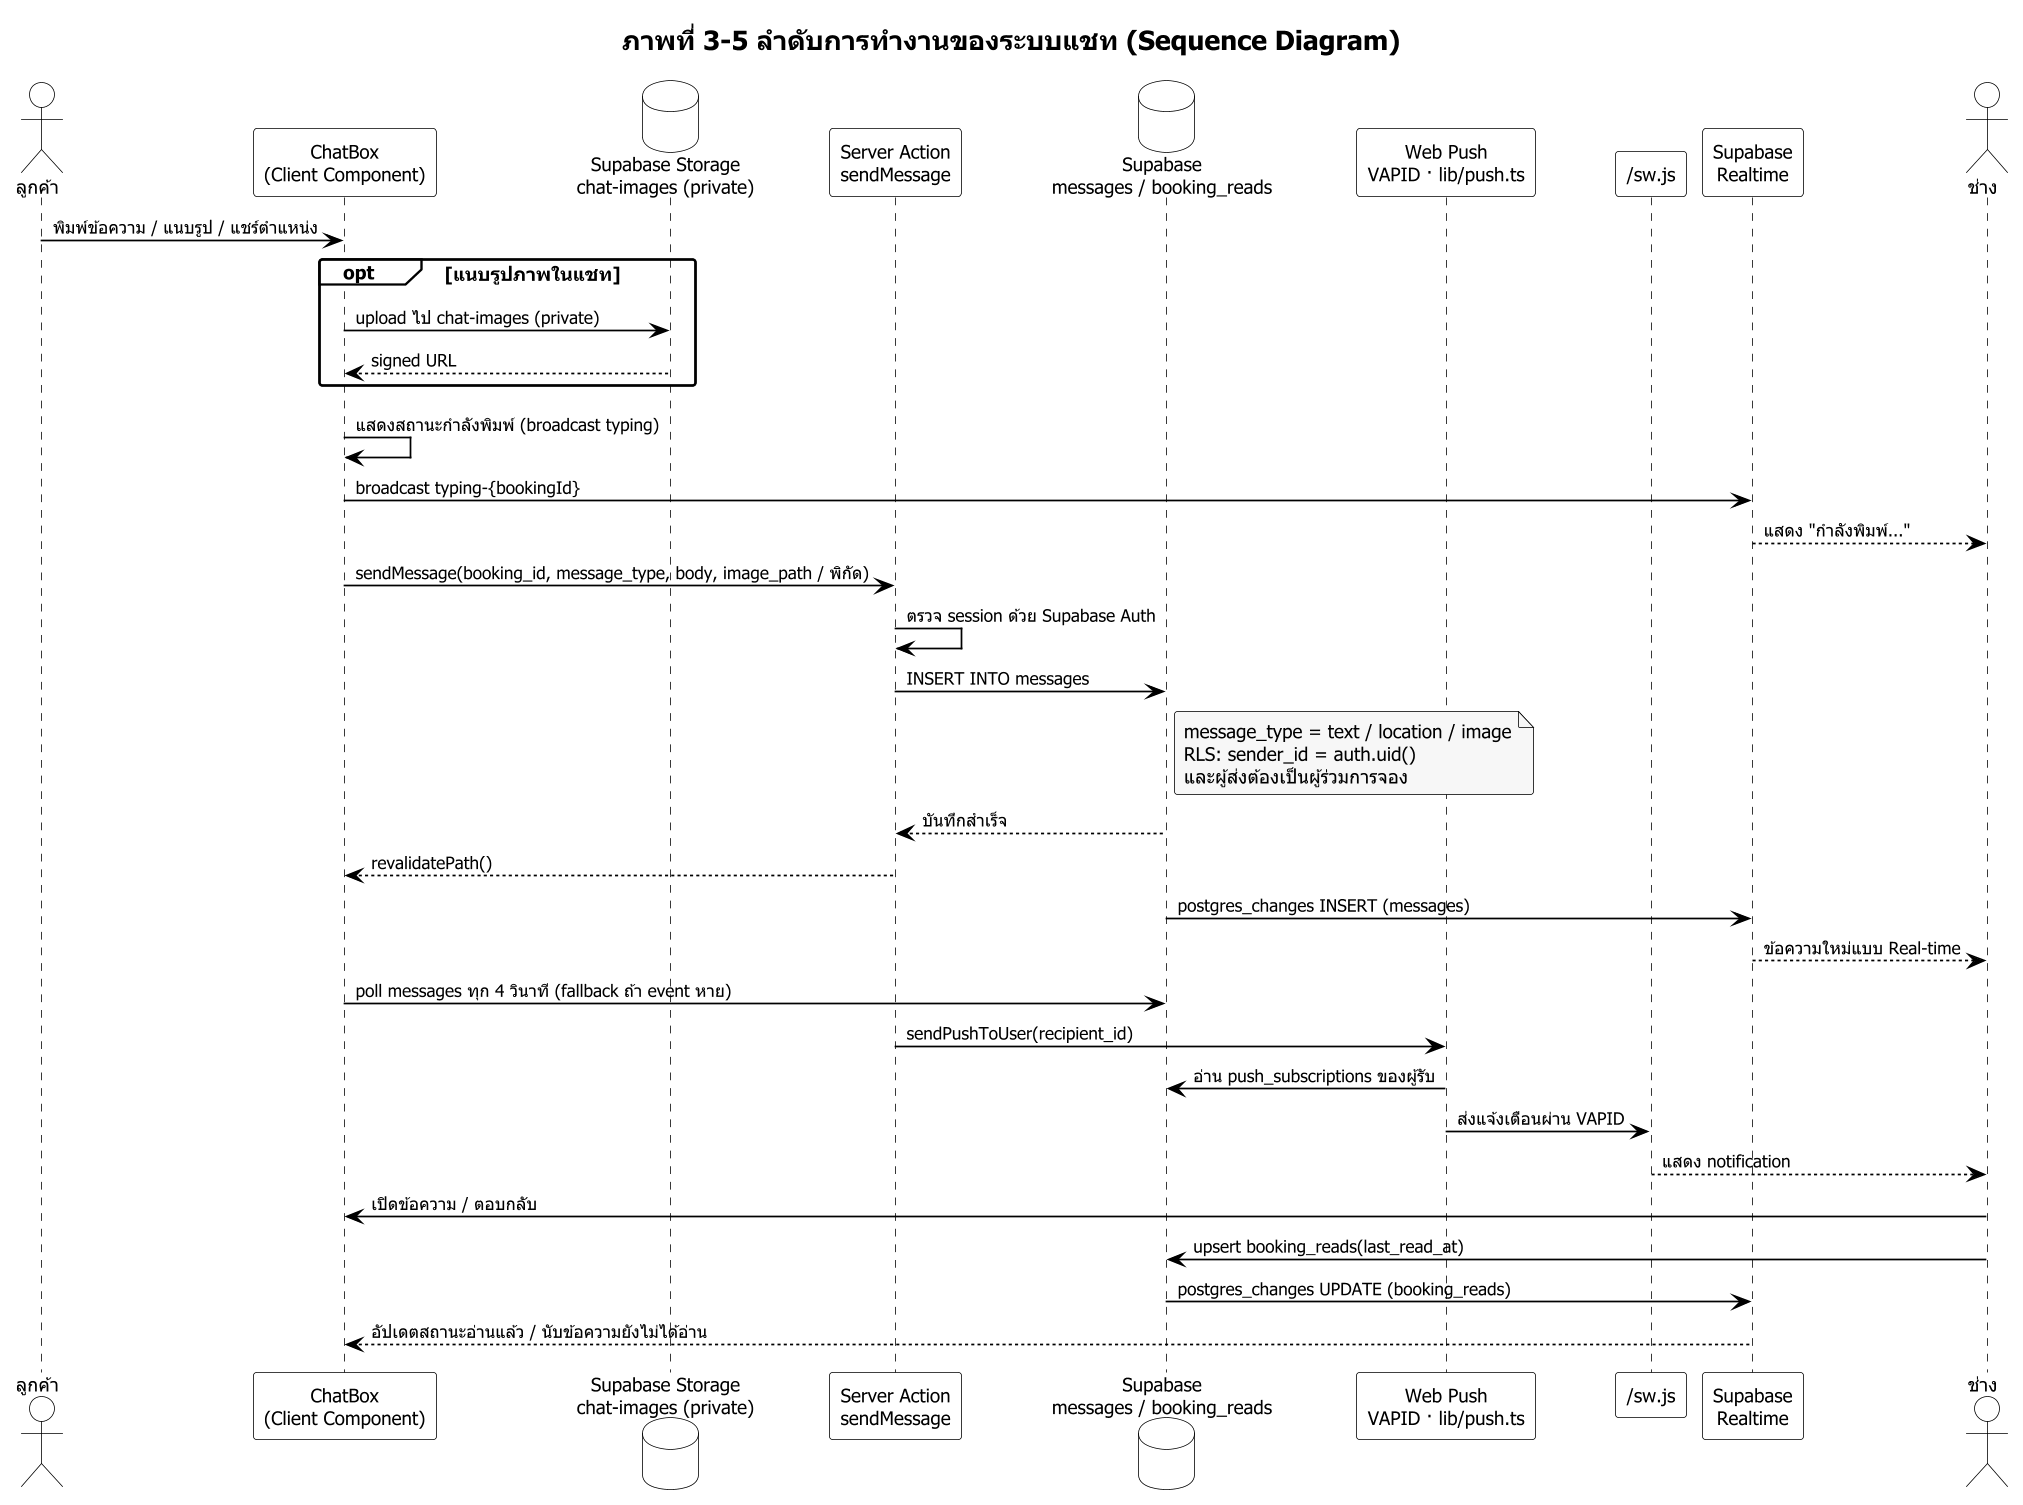 ภาพที่ 3-5 ลำดับการทำงานของระบบแชท (Sequence Diagram)
ลูกค้า
ChatBox
(Client Component)
Supabase Storage
chat-images (private)
Server Action
sendMessage
Supabase
messages / booking_reads
Web Push
VAPID · lib/push.ts
/sw.js
Supabase
Realtime
ช่าง
พิมพ์ข้อความ / แนบรูป / แชร์ตำแหน่ง
opt
[แนบรูปภาพในแชท]
upload ไป chat-images (private)
signed URL
แสดงสถานะกำลังพิมพ์ (broadcast typing)
broadcast typing-{bookingId}
แสดง "กำลังพิมพ์..."
sendMessage(booking_id, message_type, body, image_path / พิกัด)
ตรวจ session ด้วย Supabase Auth
INSERT INTO messages
message_type = text / location / image
RLS: sender_id = auth.uid()
และผู้ส่งต้องเป็นผู้ร่วมการจอง
บันทึกสำเร็จ
revalidatePath()
postgres_changes INSERT (messages)
ข้อความใหม่แบบ Real-time
poll messages ทุก 4 วินาที (fallback ถ้า event หาย)
sendPushToUser(recipient_id)
อ่าน push_subscriptions ของผู้รับ
ส่งแจ้งเตือนผ่าน VAPID
แสดง notification
เปิดข้อความ / ตอบกลับ
upsert booking_reads(last_read_at)
postgres_changes UPDATE (booking_reads)
อัปเดตสถานะอ่านแล้ว / นับข้อความยังไม่ได้อ่าน
ลูกค้า
ChatBox
(Client Component)
Supabase Storage
chat-images (private)
Server Action
sendMessage
Supabase
messages / booking_reads
Web Push
VAPID · lib/push.ts
/sw.js
Supabase
Realtime
ช่าง